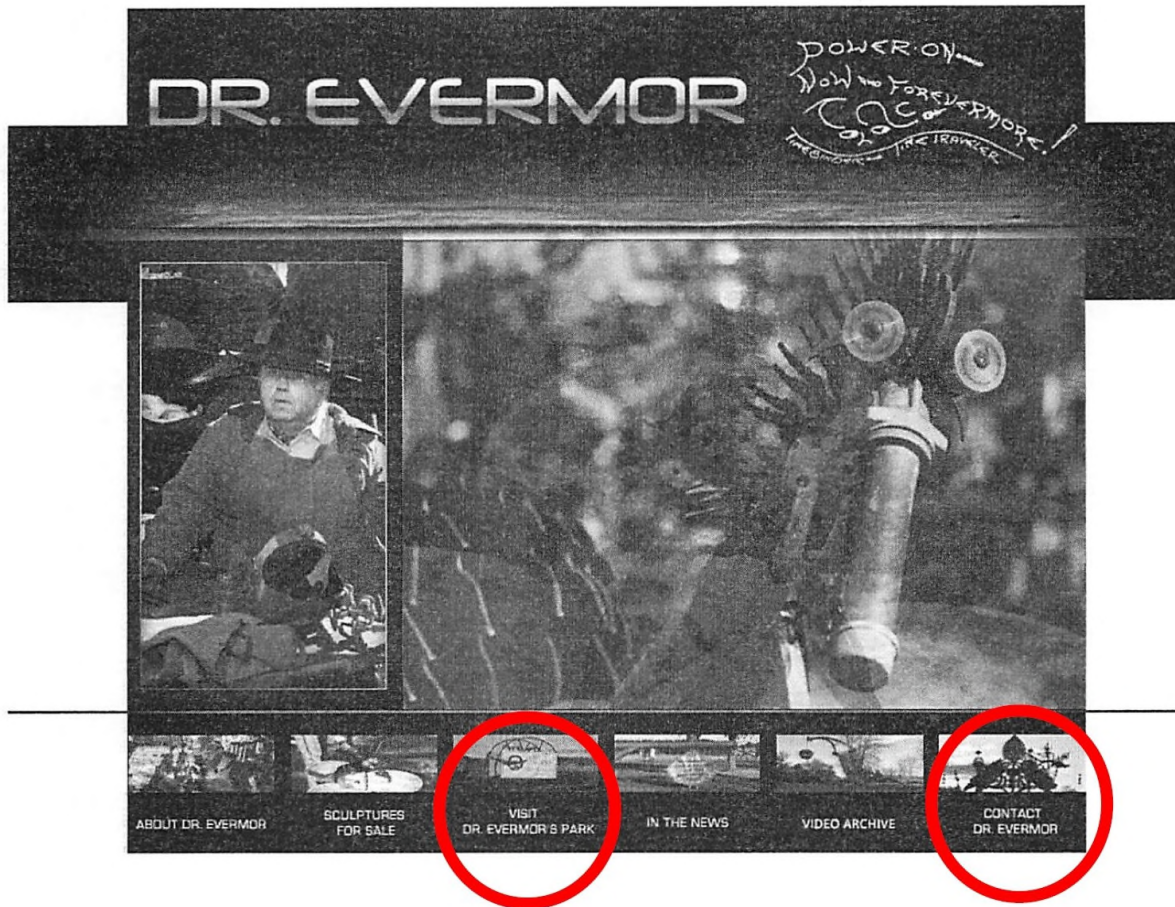 DR. EVERMOR
POWER·ON—
NOW AND FOREVERMORE!
TIMEBINDER— TIME TRAVELER
ABOUT DR. EVERMOR
SCULPTURES
FOR SALE
VISIT
DR. EVERMOR'S PARK
IN THE NEWS
VIDEO ARCHIVE
CONTACT
DR. EVERMOR